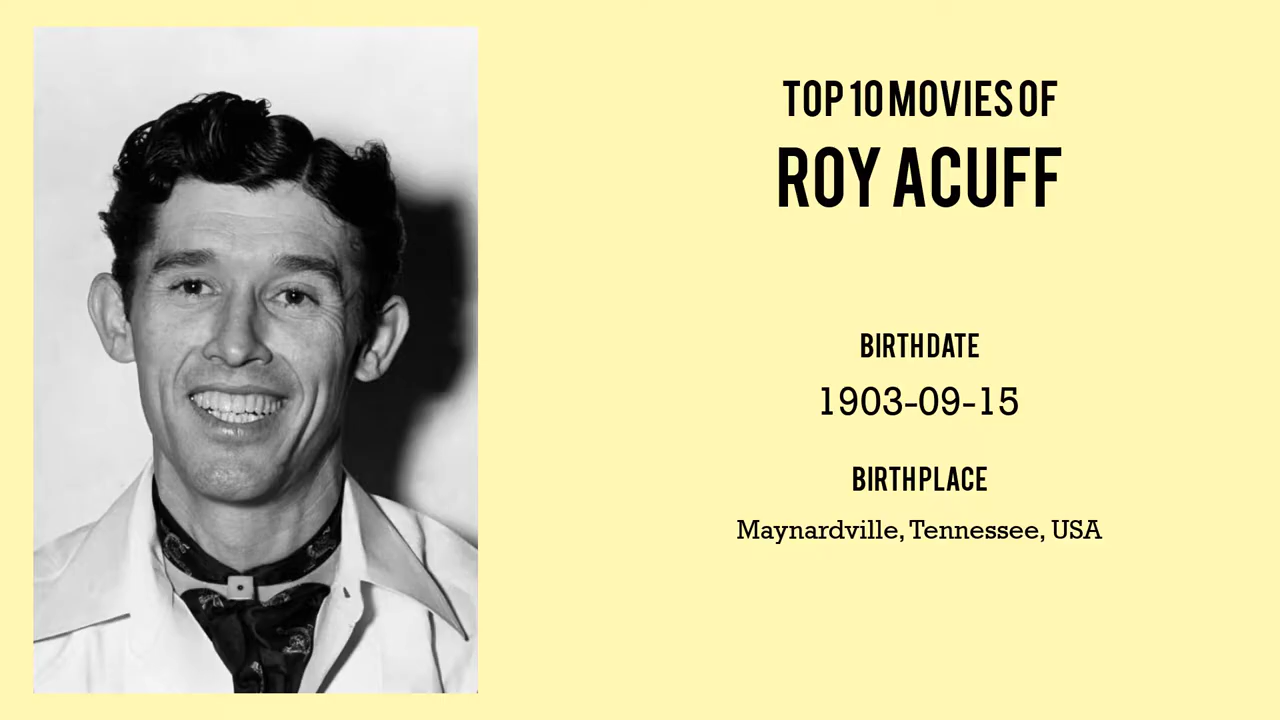 TOP 10 MOVIES OF
ROY ACUFF
BIRTHDATE
1903-09-15
BIRTHPLACE
Maynardville, Tennessee, USA